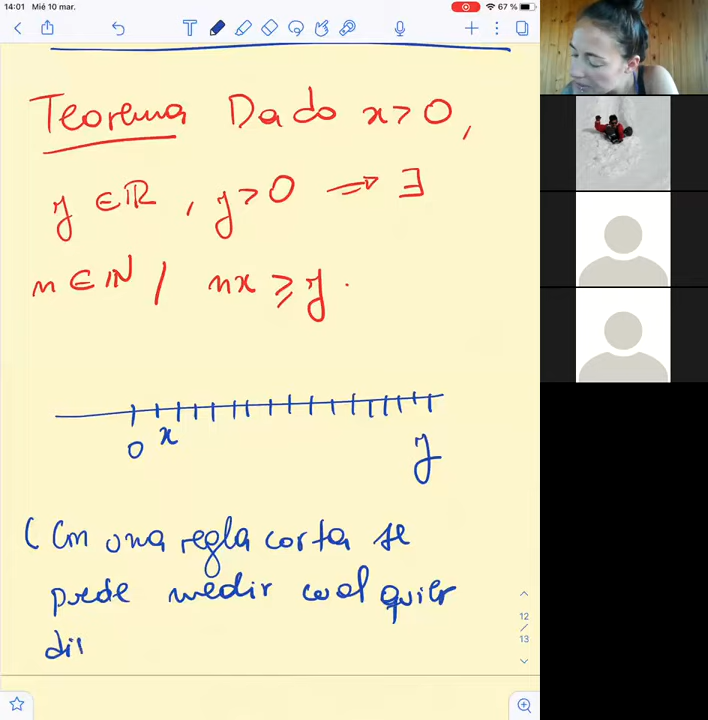 14:01 Mié 10 mar.
67 %
T
Teorema Dado x>0,
y ∈ℝ, y>0 ⟹ ∃
n ∈ ℕ / nx ≥ y.
0 x y
(Con una regla corta se
puede medir cualquier
dis
12
/
13